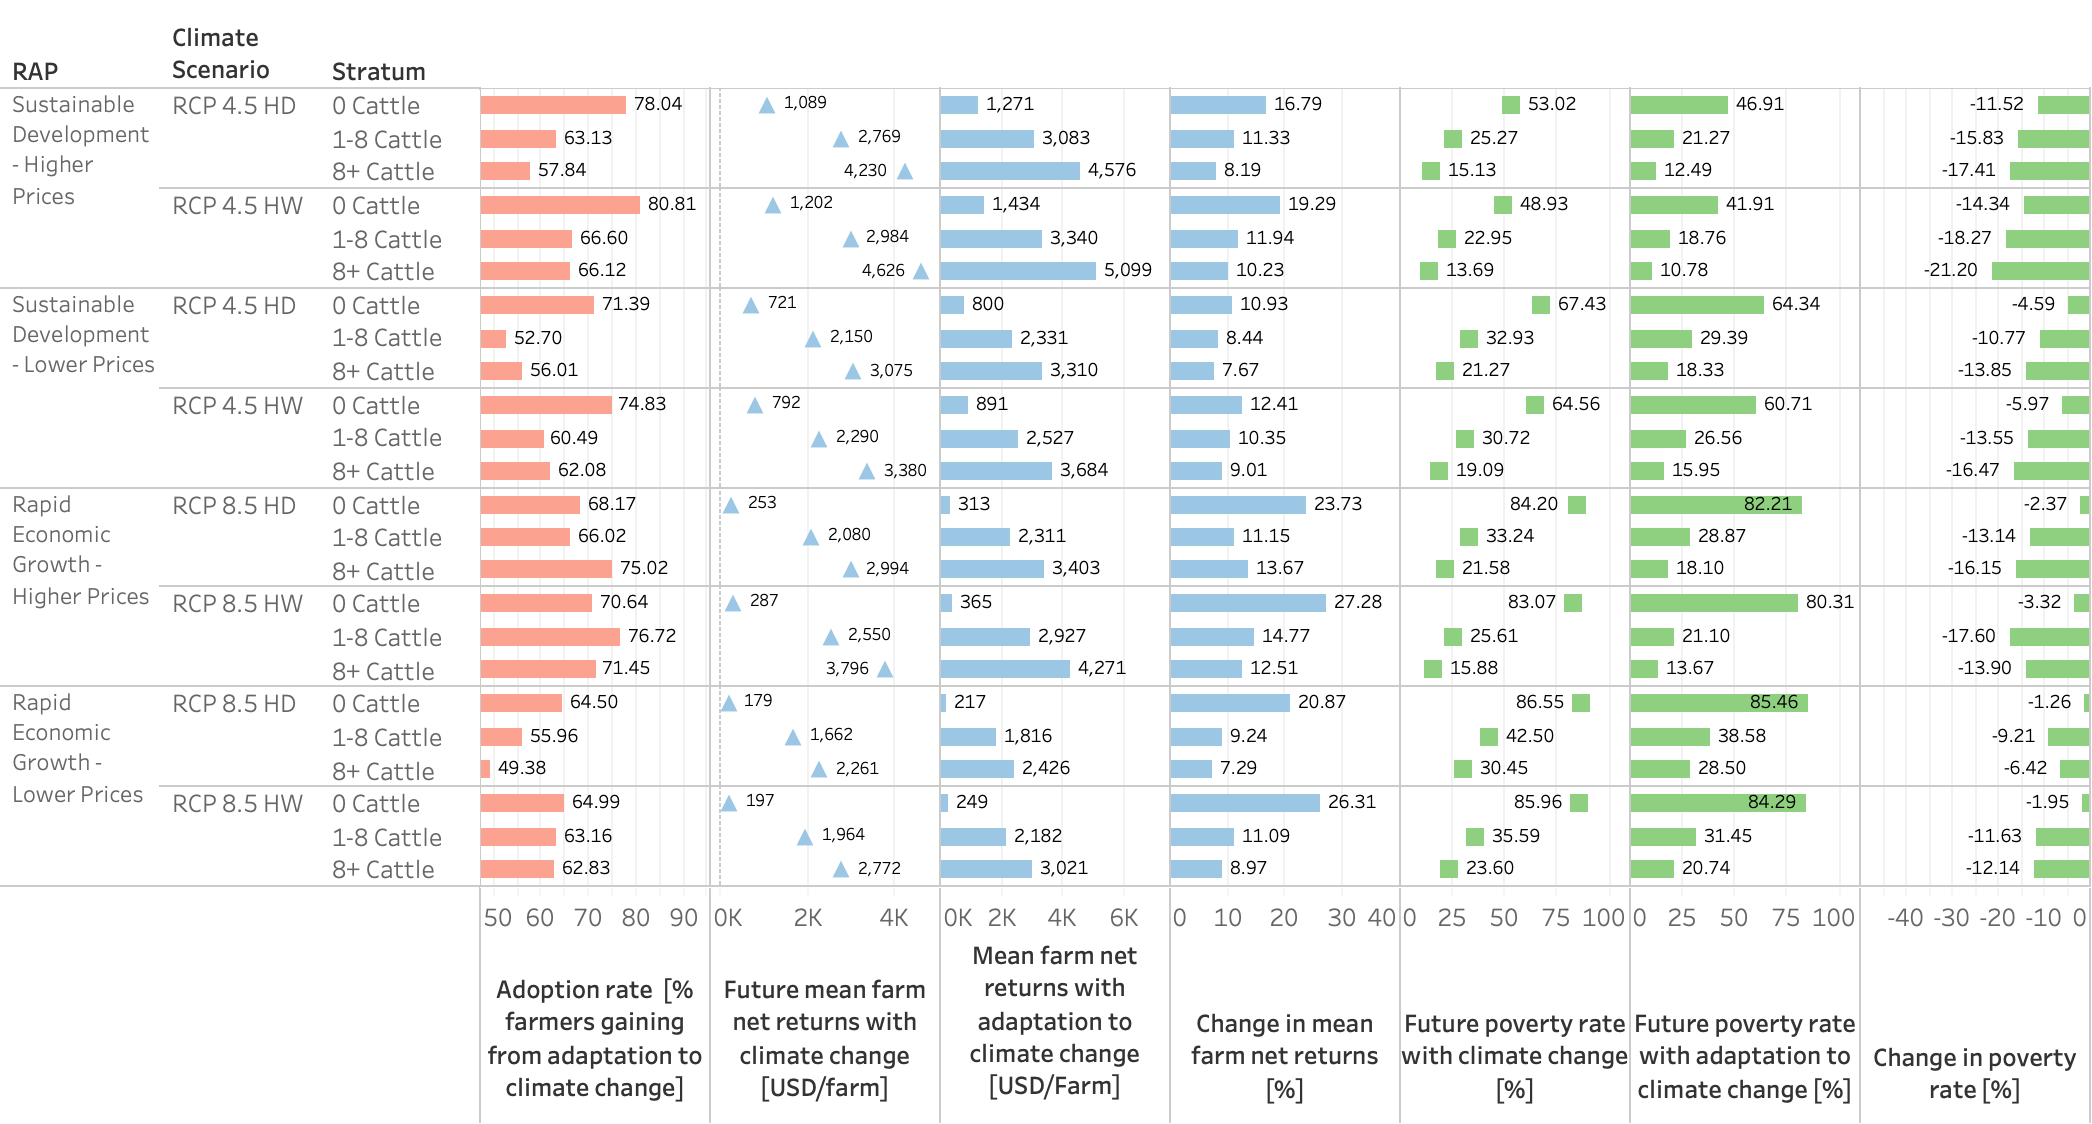 RAP Climate Scenario Stratum
Sustainable Development - Higher Prices
RCP 4.5 HD
0 Cattle 78.04 1,089 1,271 16.79 53.02 46.91 -11.52
1-8 Cattle 63.13 2,769 3,083 11.33 25.27 21.27 -15.83
8+ Cattle 57.84 4,230 4,576 8.19 15.13 12.49 -17.41
RCP 4.5 HW
0 Cattle 80.81 1,202 1,434 19.29 48.93 41.91 -14.34
1-8 Cattle 66.60 2,984 3,340 11.94 22.95 18.76 -18.27
8+ Cattle 66.12 4,626 5,099 10.23 13.69 10.78 -21.20
Sustainable Development - Lower Prices
RCP 4.5 HD
0 Cattle 71.39 721 800 10.93 67.43 64.34 -4.59
1-8 Cattle 52.70 2,150 2,331 8.44 32.93 29.39 -10.77
8+ Cattle 56.01 3,075 3,310 7.67 21.27 18.33 -13.85
RCP 4.5 HW
0 Cattle 74.83 792 891 12.41 64.56 60.71 -5.97
1-8 Cattle 60.49 2,290 2,527 10.35 30.72 26.56 -13.55
8+ Cattle 62.08 3,380 3,684 9.01 19.09 15.95 -16.47
Rapid Economic Growth - Higher Prices
RCP 8.5 HD
0 Cattle 68.17 253 313 23.73 84.20 82.21 -2.37
1-8 Cattle 66.02 2,080 2,311 11.15 33.24 28.87 -13.14
8+ Cattle 75.02 2,994 3,403 13.67 21.58 18.10 -16.15
RCP 8.5 HW
0 Cattle 70.64 287 365 27.28 83.07 80.31 -3.32
1-8 Cattle 76.72 2,550 2,927 14.77 25.61 21.10 -17.60
8+ Cattle 71.45 3,796 4,271 12.51 15.88 13.67 -13.90
Rapid Economic Growth - Lower Prices
RCP 8.5 HD
0 Cattle 64.50 179 217 20.87 86.55 85.46 -1.26
1-8 Cattle 55.96 1,662 1,816 9.24 42.50 38.58 -9.21
8+ Cattle 49.38 2,261 2,426 7.29 30.45 28.50 -6.42
RCP 8.5 HW
0 Cattle 64.99 197 249 26.31 85.96 84.29 -1.95
1-8 Cattle 63.16 1,964 2,182 11.09 35.59 31.45 -11.63
8+ Cattle 62.83 2,772 3,021 8.97 23.60 20.74 -12.14
50 60 70 80 90 0K 2K 4K 0K 2K 4K 6K 0 10 20 30 40 0 25 50 75 100 0 25 50 75 100 -40 -30 -20 -10 0
Adoption rate [%
farmers gaining
from adaptation to
climate change]
Future mean farm
net returns with
climate change
[USD/farm]
Mean farm net
returns with
adaptation to
climate change
[USD/Farm]
Change in mean
farm net returns
[%]
Future poverty rate
with climate change
[%]
Future poverty rate
with adaptation to
climate change [%]
Change in poverty
rate [%]